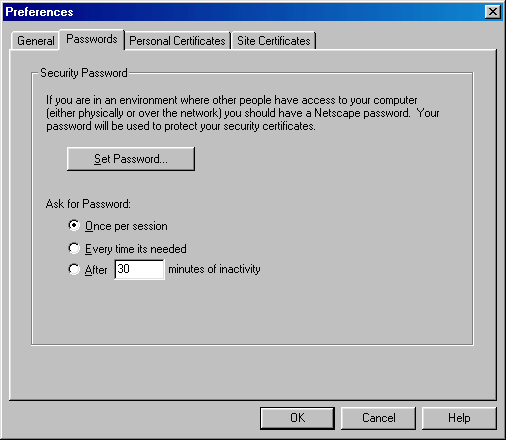 Preferences
General Passwords Personal Certificates Site Certificates
Security Password
If you are in an environment where other people have access to your computer
(either physically or over the network) you should have a Netscape password. Your
password will be used to protect your security certificates.
Set Password...
Ask for Password:
Once per session
Every time its needed
After 30 minutes of inactivity
OK Cancel Help